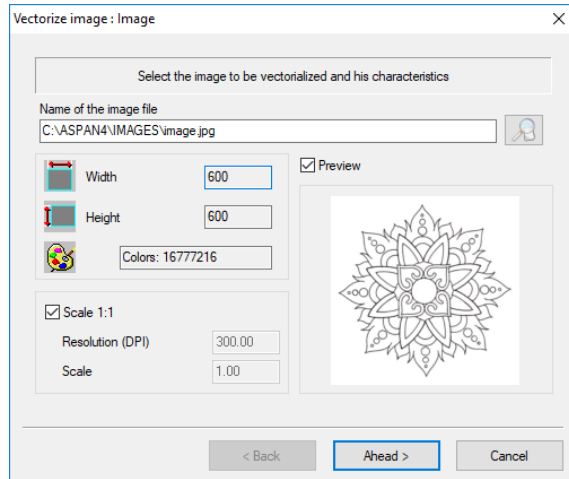 Vectorize image : Image
Select the image to be vectorialized and his characteristics
Name of the image file
C:\ASPAN4\IMAGES\image.jpg
Width 600
Preview
Height 600
Colors: 16777216
Scale 1:1
Resolution (DPI) 300.00
Scale 1.00
< Back Ahead > Cancel